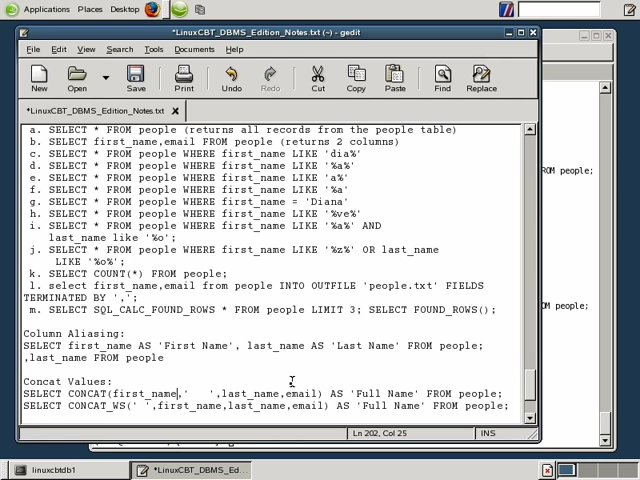 Applications Places Desktop
*LinuxCBT_DBMS_Edition_Notes.txt (~) - gedit
File Edit View Search Tools Documents Help
New Open Save Print Undo Redo Cut Copy Paste Find Replace
*LinuxCBT_DBMS_Edition_Notes.txt
a. SELECT * FROM people (returns all records from the people table)
b. SELECT first_name,email FROM people (returns 2 columns)
c. SELECT * FROM people WHERE first_name LIKE 'dia%'
d. SELECT * FROM people WHERE first_name LIKE '%a%'
e. SELECT * FROM people WHERE first_name LIKE 'a%'
f. SELECT * FROM people WHERE first_name LIKE '%a'
g. SELECT * FROM people WHERE first_name = 'Diana'
h. SELECT * FROM people WHERE first_name LIKE '%ve%'
i. SELECT * FROM people WHERE first_name LIKE '%a%' AND
last_name like '%o';
j. SELECT * FROM people WHERE first_name LIKE '%z%' OR last_name
LIKE '%o%';
k. SELECT COUNT(*) FROM people;
l. select first_name,email from people INTO OUTFILE 'people.txt' FIELDS
TERMINATED BY ',';
m. SELECT SQL_CALC_FOUND_ROWS * FROM people LIMIT 3; SELECT FOUND_ROWS();
Column Aliasing:
SELECT first_name AS 'First Name', last_name AS 'Last Name' FROM people;
,last_name FROM people
Concat Values:
SELECT CONCAT(first_name,'   ',last_name,email) AS 'Full Name' FROM people;
SELECT CONCAT_WS(' ',first_name,last_name,email) AS 'Full Name' FROM people;
Ln 202, Col 25 INS
OM people;
OM people;
linuxcbtdb1
*LinuxCBT_DBMS_Ed...